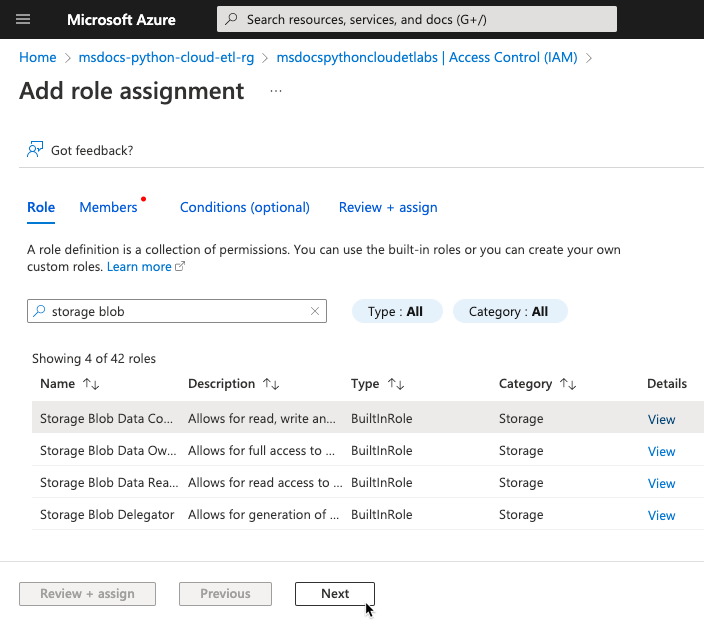 Microsoft Azure
Search resources, services, and docs (G+/)
Home > msdocs-python-cloud-etl-rg > msdocspythoncloudetlabs | Access Control (IAM) >
Add role assignment ...
Got feedback?
Role Members Conditions (optional) Review + assign
A role definition is a collection of permissions. You can use the built-in roles or you can create your own
custom roles. Learn more
storage blob Type : All Category : All
Showing 4 of 42 roles
Name ↑↓ Description ↑↓ Type ↑↓ Category ↑↓ Details
Storage Blob Data Co... Allows for read, write an... BuiltInRole Storage View
Storage Blob Data Ow... Allows for full access to ... BuiltInRole Storage View
Storage Blob Data Rea... Allows for read access to ... BuiltInRole Storage View
Storage Blob Delegator Allows for generation of ... BuiltInRole Storage View
Review + assign Previous Next